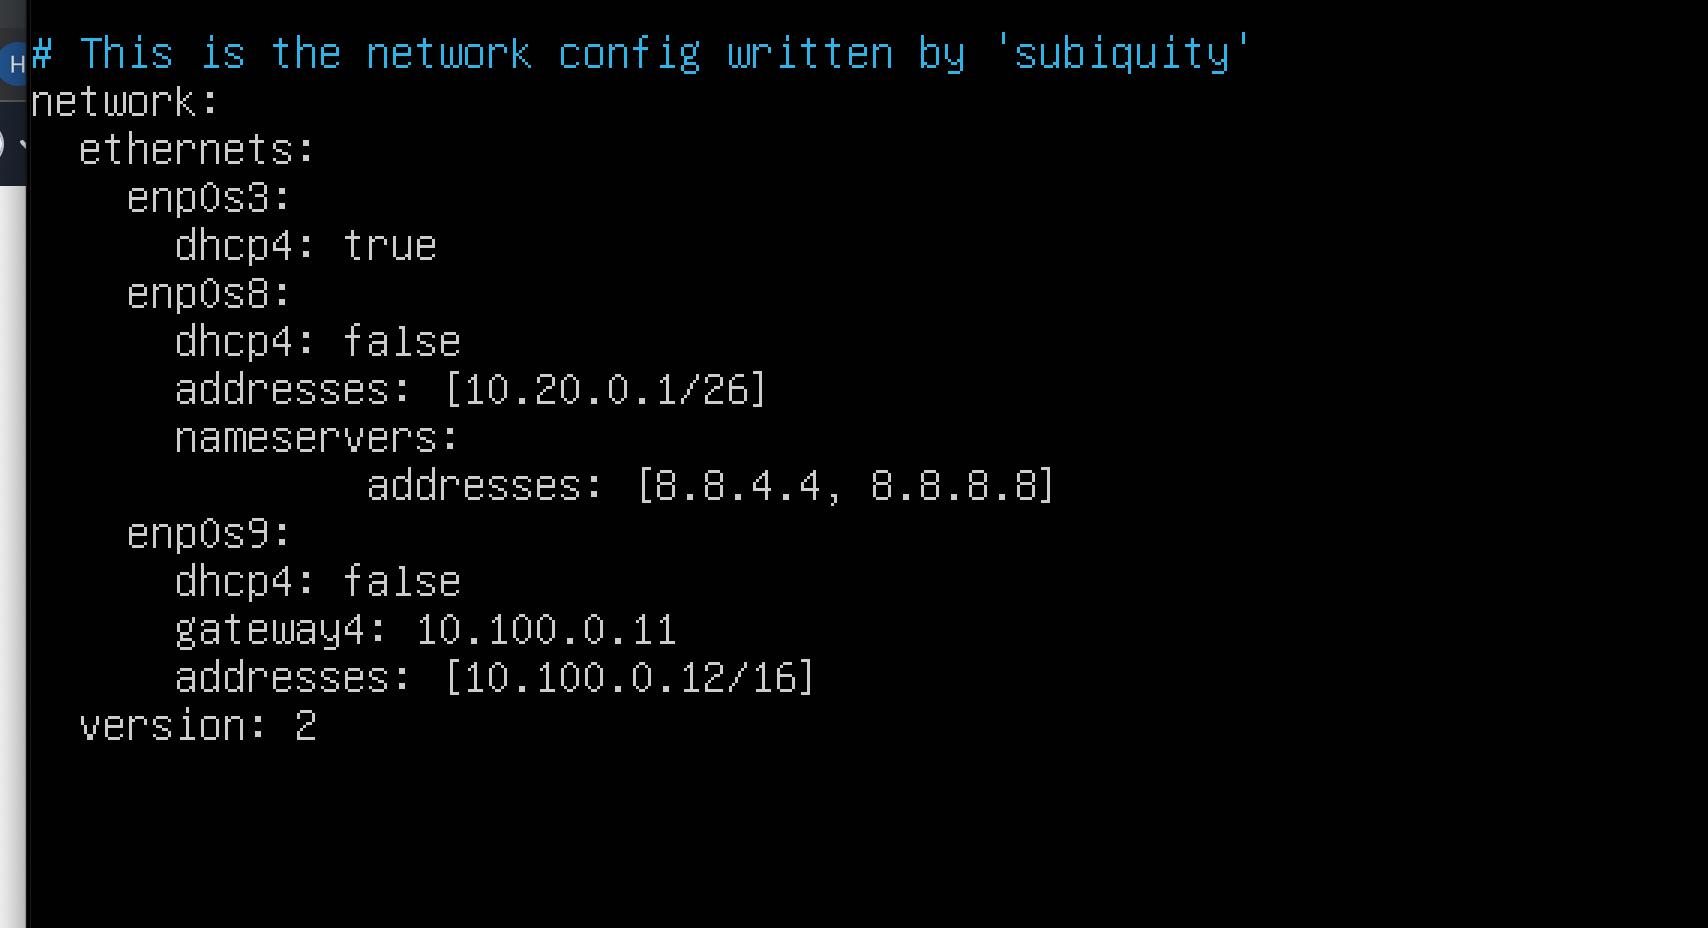 H
# This is the network config written by 'subiquity'
network:
  ethernets:
    enp0s3:
      dhcp4: true
    enp0s8:
      dhcp4: false
      addresses: [10.20.0.1/26]
      nameservers:
              addresses: [8.8.4.4, 8.8.8.8]
    enp0s9:
      dhcp4: false
      gateway4: 10.100.0.11
      addresses: [10.100.0.12/16]
  version: 2